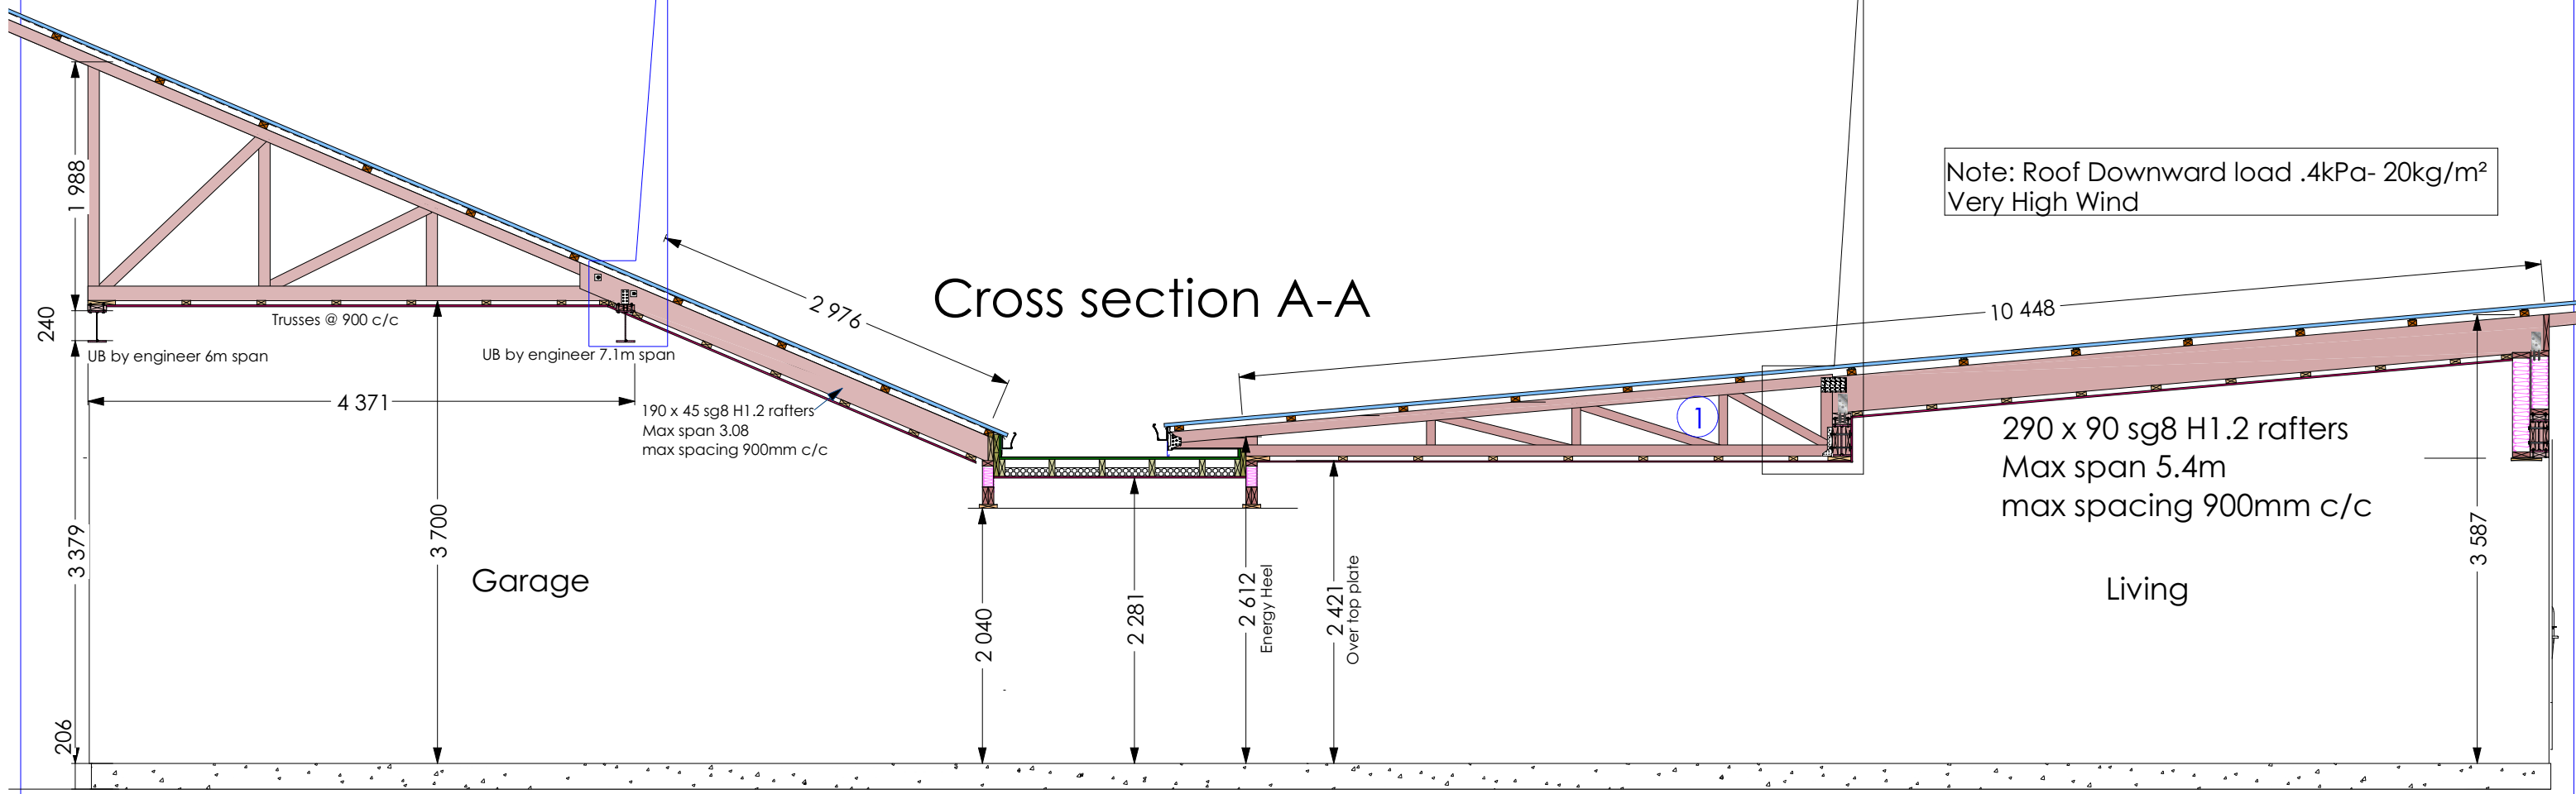 Cross section A-A
Note: Roof Downward load .4kPa- 20kg/m²
Very High Wind
1 988
240
3 379
206
Trusses @ 900 c/c
UB by engineer 6m span
UB by engineer 7.1m span
4 371
3 700
2 976
190 x 45 sg8 H1.2 rafters
Max span 3.08
max spacing 900mm c/c
Garage
2 040
2 281
2 612
Energy Heel
2 421
Over top plate
10 448
1
290 x 90 sg8 H1.2 rafters
Max span 5.4m
max spacing 900mm c/c
3 587
Living